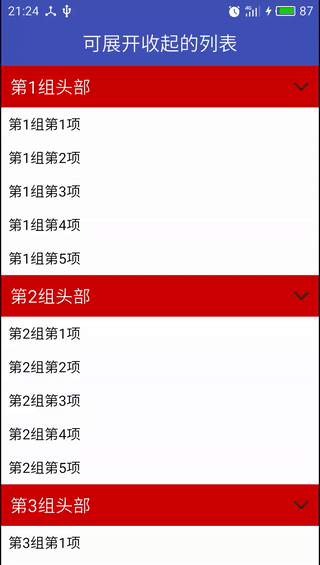 21:24 4G 87
可展开收起的列表
第1组头部
第1组第1项
第1组第2项
第1组第3项
第1组第4项
第1组第5项
第2组头部
第2组第1项
第2组第2项
第2组第3项
第2组第4项
第2组第5项
第3组头部
第3组第1项